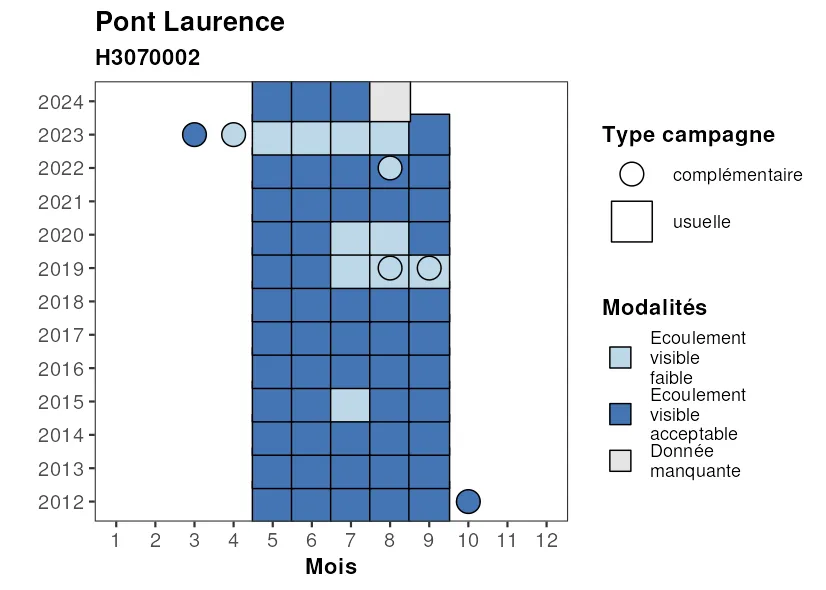 Pont Laurence
H3070002
2024
2023
2022
2021
2020
2019
2018
2017
2016
2015
2014
2013
2012
1 2 3 4 5 6 7 8 9 10 11 12
Mois
Type campagne
complémentaire
usuelle
Modalités
Ecoulement
visible
faible
Ecoulement
visible
acceptable
Donnée
manquante